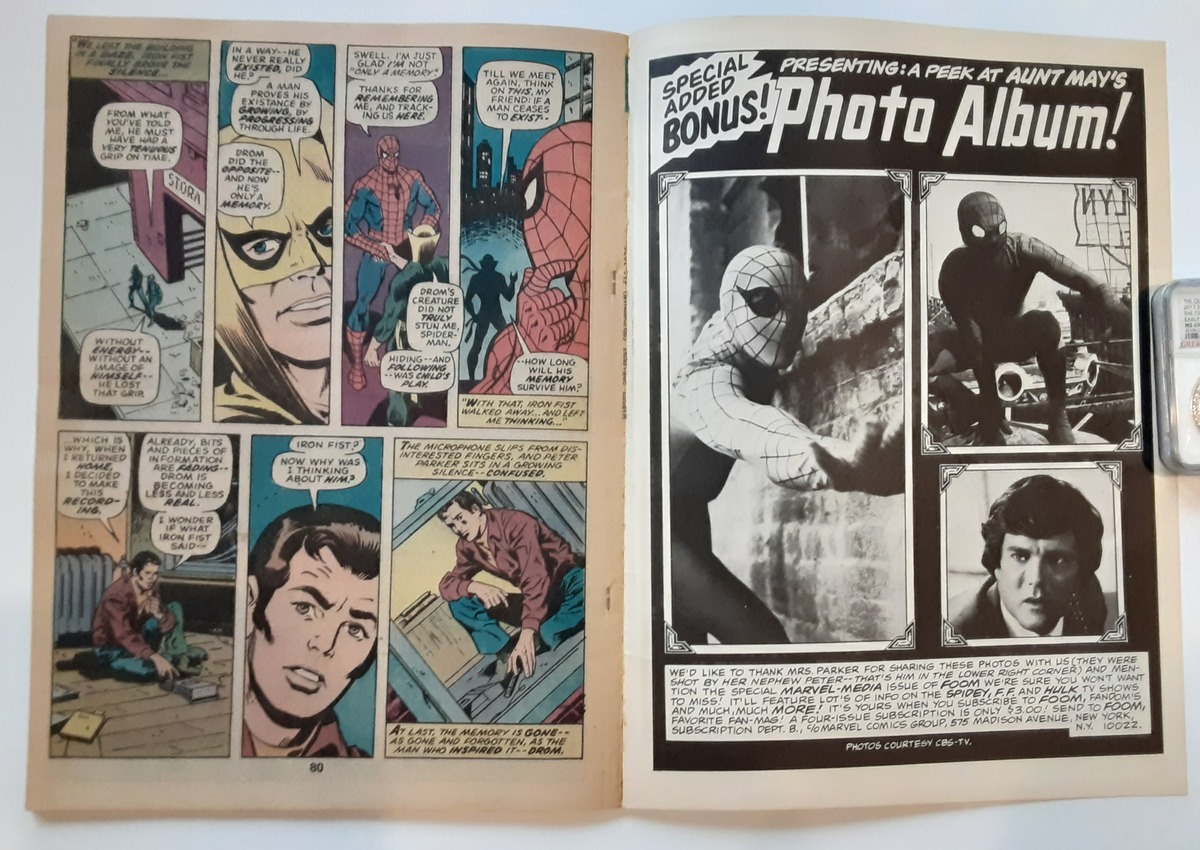 WE LEFT THE BUILDING
IN A DAZE. IRON FIST
FINALLY BROKE THE
SILENCE...
FROM WHAT
YOU'VE TOLD
ME, HE MUST
HAVE HAD A
VERY TENUOUS
GRIP ON TIME.
STORA
WITHOUT
ENERGY--
WITHOUT AN
IMAGE OF
HIMSELF--
HE LOST
THAT GRIP.
IN A WAY--HE
NEVER REALLY
EXISTED, DID
HE?
A MAN
PROVES HIS
EXISTANCE BY
GROWING, BY
PROGRESSING
THROUGH LIFE.
DROM
DID THE
OPPOSITE--
AND NOW
HE'S
ONLY A
MEMORY.
SWELL. I'M JUST
GLAD I'M NOT
"ONLY A MEMORY"
THANKS FOR
REMEMBERING
ME, AND TRACK-
ING US HERE.
DROM'S
CREATURE
DID NOT
TRULY
STUN ME,
SPIDER-
MAN.
HIDING--AND
FOLLOWING
--WAS CHILD'S
PLAY.
TILL WE MEET
AGAIN, THINK
ON THIS, MY
FRIEND: IF A
MAN CEASES
TO EXIST--
--HOW LONG
WILL HIS
MEMORY
SURVIVE HIM?
"WITH THAT, IRON FIST
WALKED AWAY...AND LEFT
ME THINKING..."
...WHICH IS
WHY, WHEN
I RETURNED
HOME,
I DECIDED
TO MAKE
THIS
RECORD-
ING.
ALREADY, BITS
AND PIECES OF
INFORMATION
ARE FADING--
DROM IS
BECOMING
LESS AND LESS
REAL.
I WONDER
IF WHAT
IRON FIST
SAID--
IRON FIST?
NOW WHY WAS
I THINKING
ABOUT HIM?
THE MICROPHONE SLIPS FROM DIS-
INTERESTED FINGERS, AND PETER
PARKER SITS IN A GROWING
SILENCE--CONFUSED.
AT LAST, THE MEMORY IS GONE--
AS GONE AND FORGOTTEN, AS THE
MAN WHO INSPIRED IT--DROM.
80
SPECIAL
ADDED
BONUS!
PRESENTING: A PEEK AT AUNT MAY'S
Photo Album!
WE'D LIKE TO THANK MRS. PARKER FOR SHARING THESE PHOTOS WITH US (THEY WERE
SHOT BY HER NEPHEW PETER--THAT'S HIM IN THE LOWER RIGHT CORNER) AND MEN-
TION THE SPECIAL MARVEL-MEDIA ISSUE OF FOOM WE'RE SURE YOU WON'T WANT
TO MISS! IT'LL FEATURE LOT'S OF INFO ON THE SPIDEY, F.F. AND HULK TV SHOWS
AND MUCH, MUCH MORE! IT'S YOURS WHEN YOU SUBSCRIBE TO FOOM, FANDOM'S
FAVORITE FAN-MAG! A FOUR-ISSUE SUBSCRIPTION IS ONLY $3.00! SEND TO FOOM,
SUBSCRIPTION DEPT. B., c/o MARVEL COMICS GROUP, 575 MADISON AVENUE, NEW YORK,
N.Y. 10022.
PHOTOS COURTESY CBS-TV.